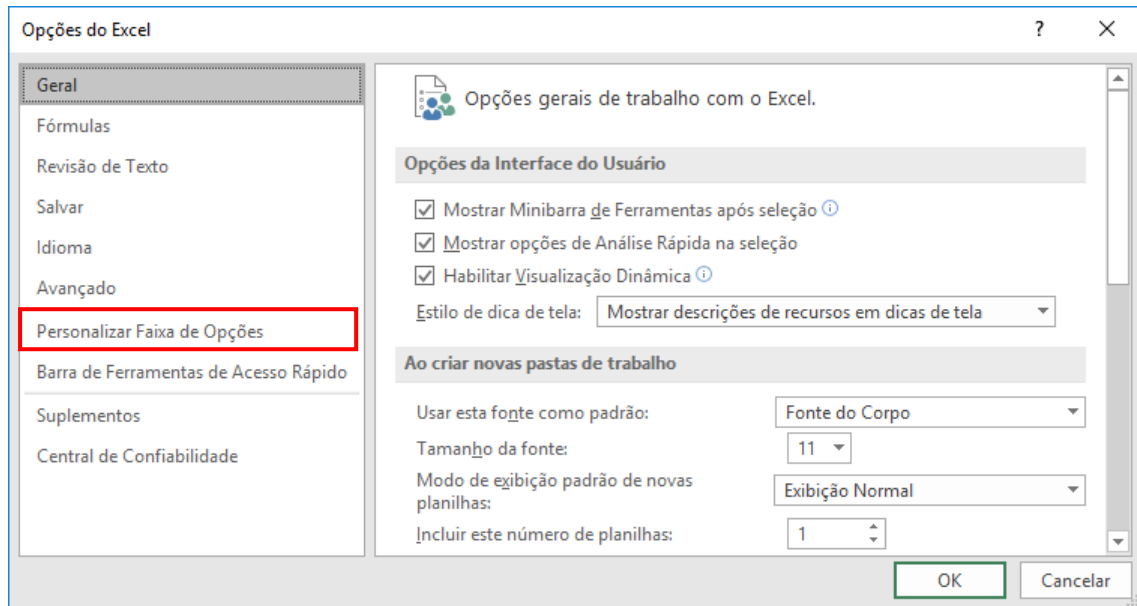 Opções do Excel
?
Geral
Fórmulas
Revisão de Texto
Salvar
Idioma
Avançado
Personalizar Faixa de Opções
Barra de Ferramentas de Acesso Rápido
Suplementos
Central de Confiabilidade
Opções gerais de trabalho com o Excel.
Opções da Interface do Usuário
Mostrar Minibarra de Ferramentas após seleção
Mostrar opções de Análise Rápida na seleção
Habilitar Visualização Dinâmica
Estilo de dica de tela: Mostrar descrições de recursos em dicas de tela
Ao criar novas pastas de trabalho
Usar esta fonte como padrão: Fonte do Corpo
Tamanho da fonte: 11
Modo de exibição padrão de novas
planilhas: Exibição Normal
Incluir este número de planilhas: 1
OK Cancelar